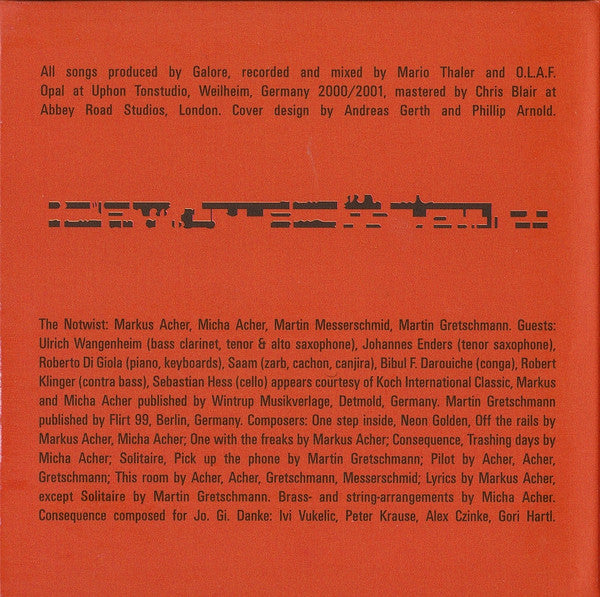 All songs produced by Galore, recorded and mixed by Mario Thaler and O.L.A.F.
Opal at Uphon Tonstudio, Weilheim, Germany 2000/2001, mastered by Chris Blair at
Abbey Road Studios, London. Cover design by Andreas Gerth and Phillip Arnold.
The Notwist: Markus Acher, Micha Acher, Martin Messerschmid, Martin Gretschmann. Guests:
Ulrich Wangenheim (bass clarinet, tenor & alto saxophone), Johannes Enders (tenor saxophone),
Roberto Di Giola (piano, keyboards), Saam (zarb, cachon, canjira), Bibul F. Darouiche (conga), Robert
Klinger (contra bass), Sebastian Hess (cello) appears courtesy of Koch International Classic, Markus
and Micha Acher published by Wintrup Musikverlage, Detmold, Germany. Martin Gretschmann
published by Flirt 99, Berlin, Germany. Composers: One step inside, Neon Golden, Off the rails by
Markus Acher, Micha Acher; One with the freaks by Markus Acher; Consequence, Trashing days by
Micha Acher; Solitaire, Pick up the phone by Martin Gretschmann; Pilot by Acher, Acher,
Gretschmann; This room by Acher, Acher, Gretschmann, Messerschmid; Lyrics by Markus Acher,
except Solitaire by Martin Gretschmann. Brass- and string-arrangements by Micha Acher.
Consequence composed for Jo. Gi. Danke: Ivi Vukelic, Peter Krause, Alex Czinke, Gori Hartl.